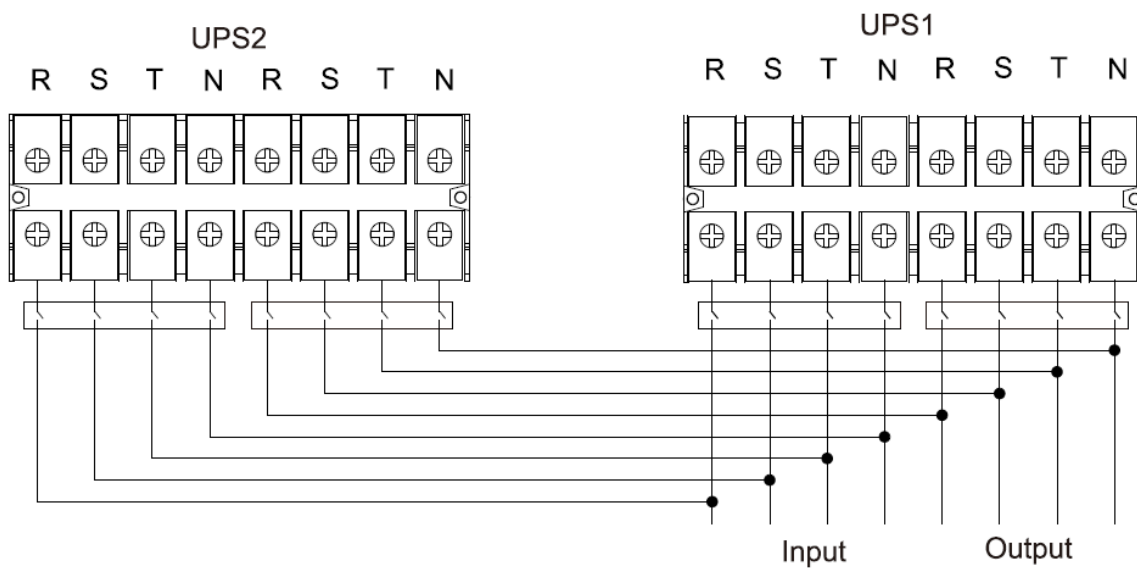 UPS2
UPS1
R S T N R S T N
R S T N R S T N
Input
Output